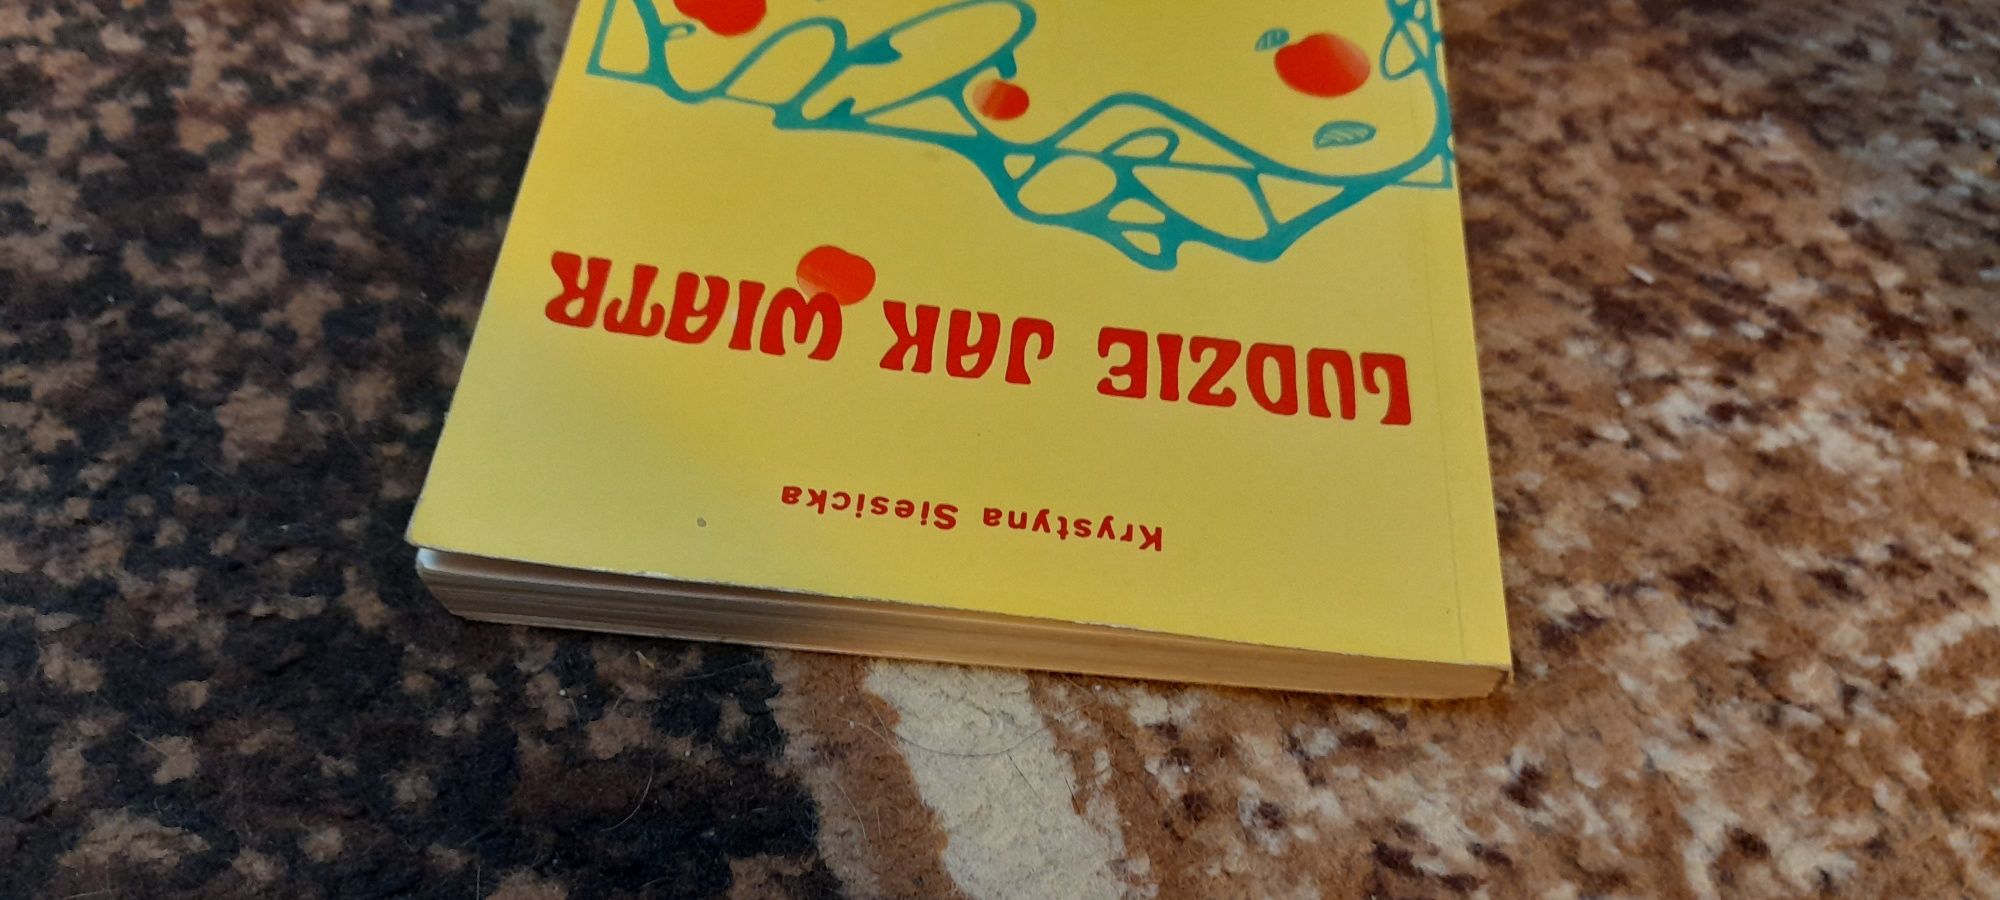 Krystyna Siesicka
LUDZIE JAK WIATR